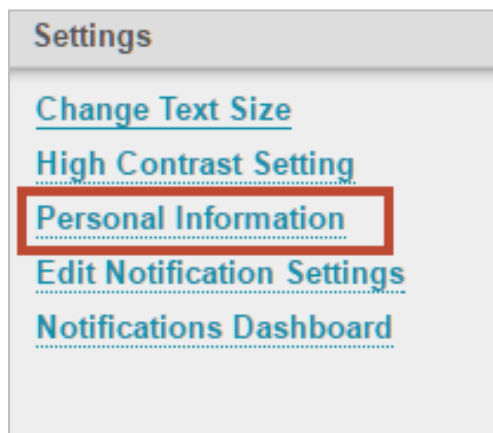 Settings
Change Text Size
High Contrast Setting
Personal Information
Edit Notification Settings
Notifications Dashboard